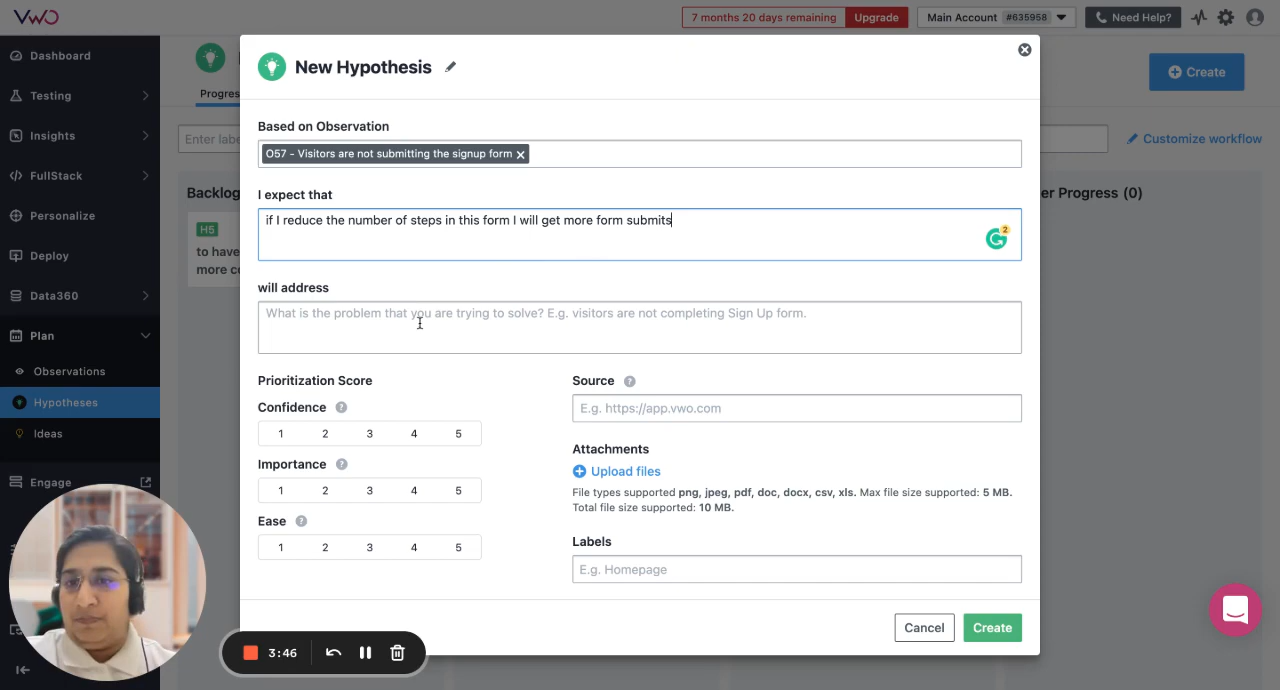 VWO
7 months 20 days remaining
Upgrade
Main Account #635958
Need Help?
Dashboard
Testing
Insights
FullStack
Personalize
Deploy
Data360
Plan
Observations
Hypotheses
Ideas
Engage
Progres
Create
Enter labe
Customize workflow
Backlog
er Progress (0)
H5
to have
more co
New Hypothesis
Based on Observation
O57 - Visitors are not submitting the signup form
I expect that
if I reduce the number of steps in this form I will get more form submits
2
will address
What is the problem that you are trying to solve? E.g. visitors are not completing Sign Up form.
Prioritization Score
Confidence ?
1 2 3 4 5
Importance ?
1 2 3 4 5
Ease ?
1 2 3 4 5
Source ?
E.g. https://app.vwo.com
Attachments
Upload files
File types supported png, jpeg, pdf, doc, docx, csv, xls. Max file size supported: 5 MB.
Total file size supported: 10 MB.
Labels
E.g. Homepage
Cancel
Create
3:46